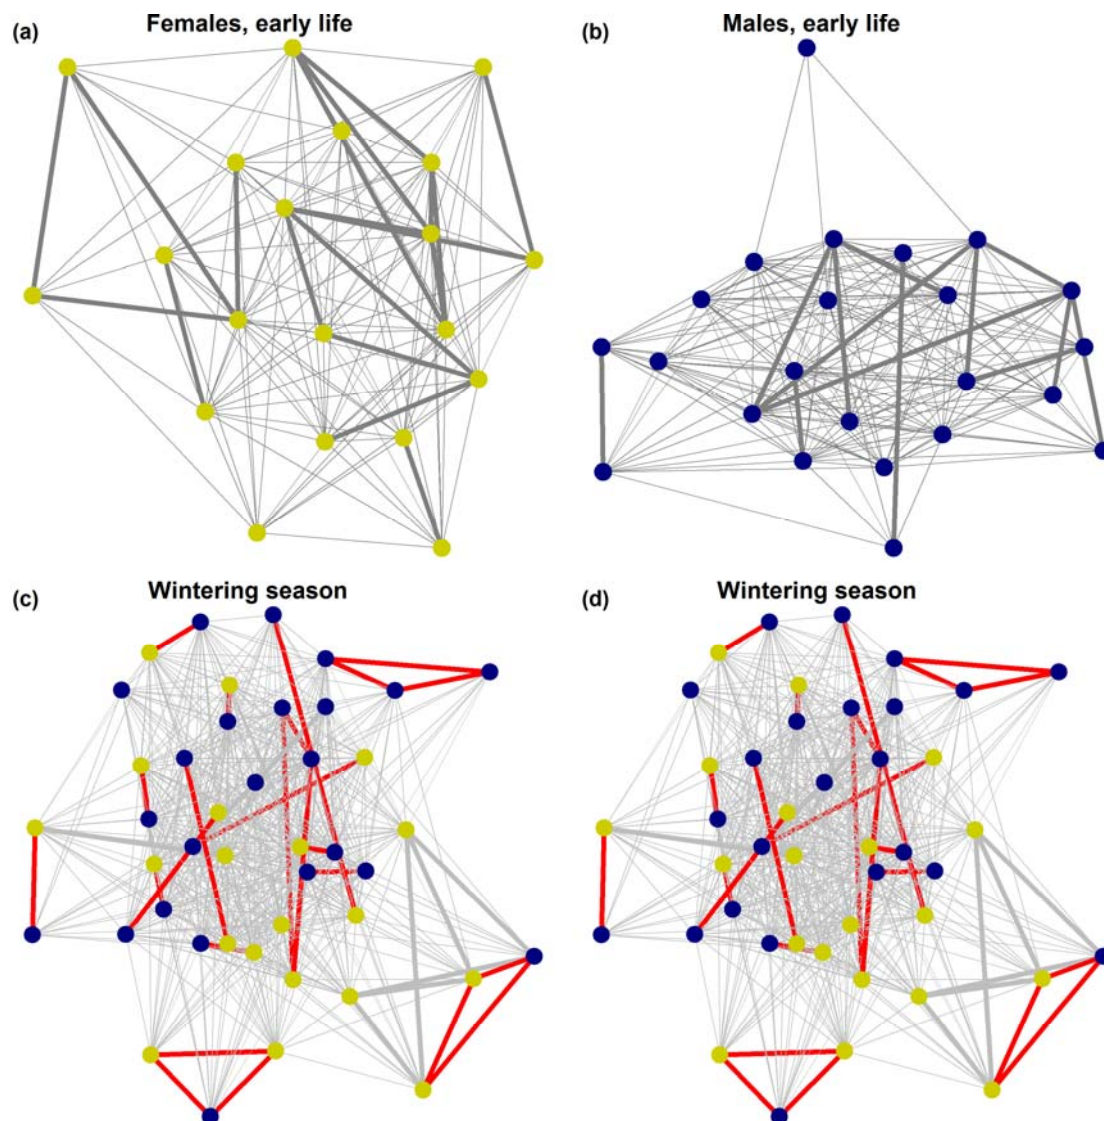 (a) Females, early life
(b) Males, early life
(c) Wintering season
(d) Wintering season